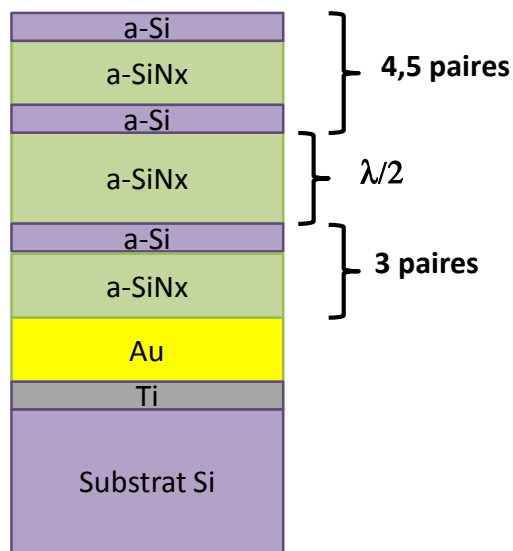 a-Si
a-SiNx
a-Si
4,5 paires
a-SiNx
λ/2
a-Si
a-SiNx
3 paires
Au
Ti
Substrat Si